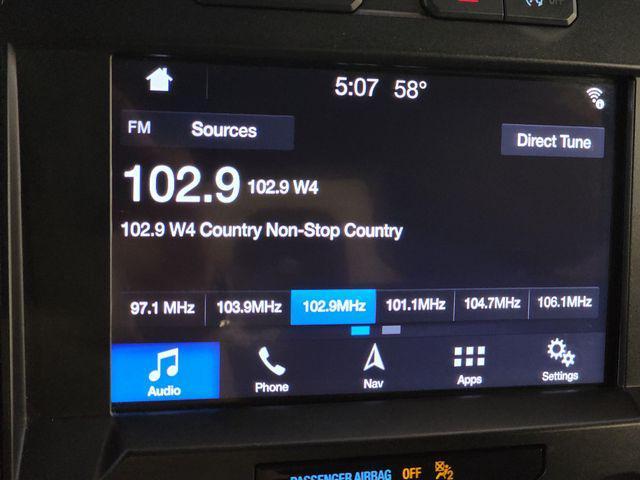 OFF
5:07 58°
FM Sources
Direct Tune
102.9 102.9 W4
102.9 W4 Country Non-Stop Country
97.1 MHz 103.9MHz 102.9MHz 101.1MHz 104.7MHz 106.1MHz
Audio Phone Nav Apps Settings
PASSENGER AIRBAG OFF 2